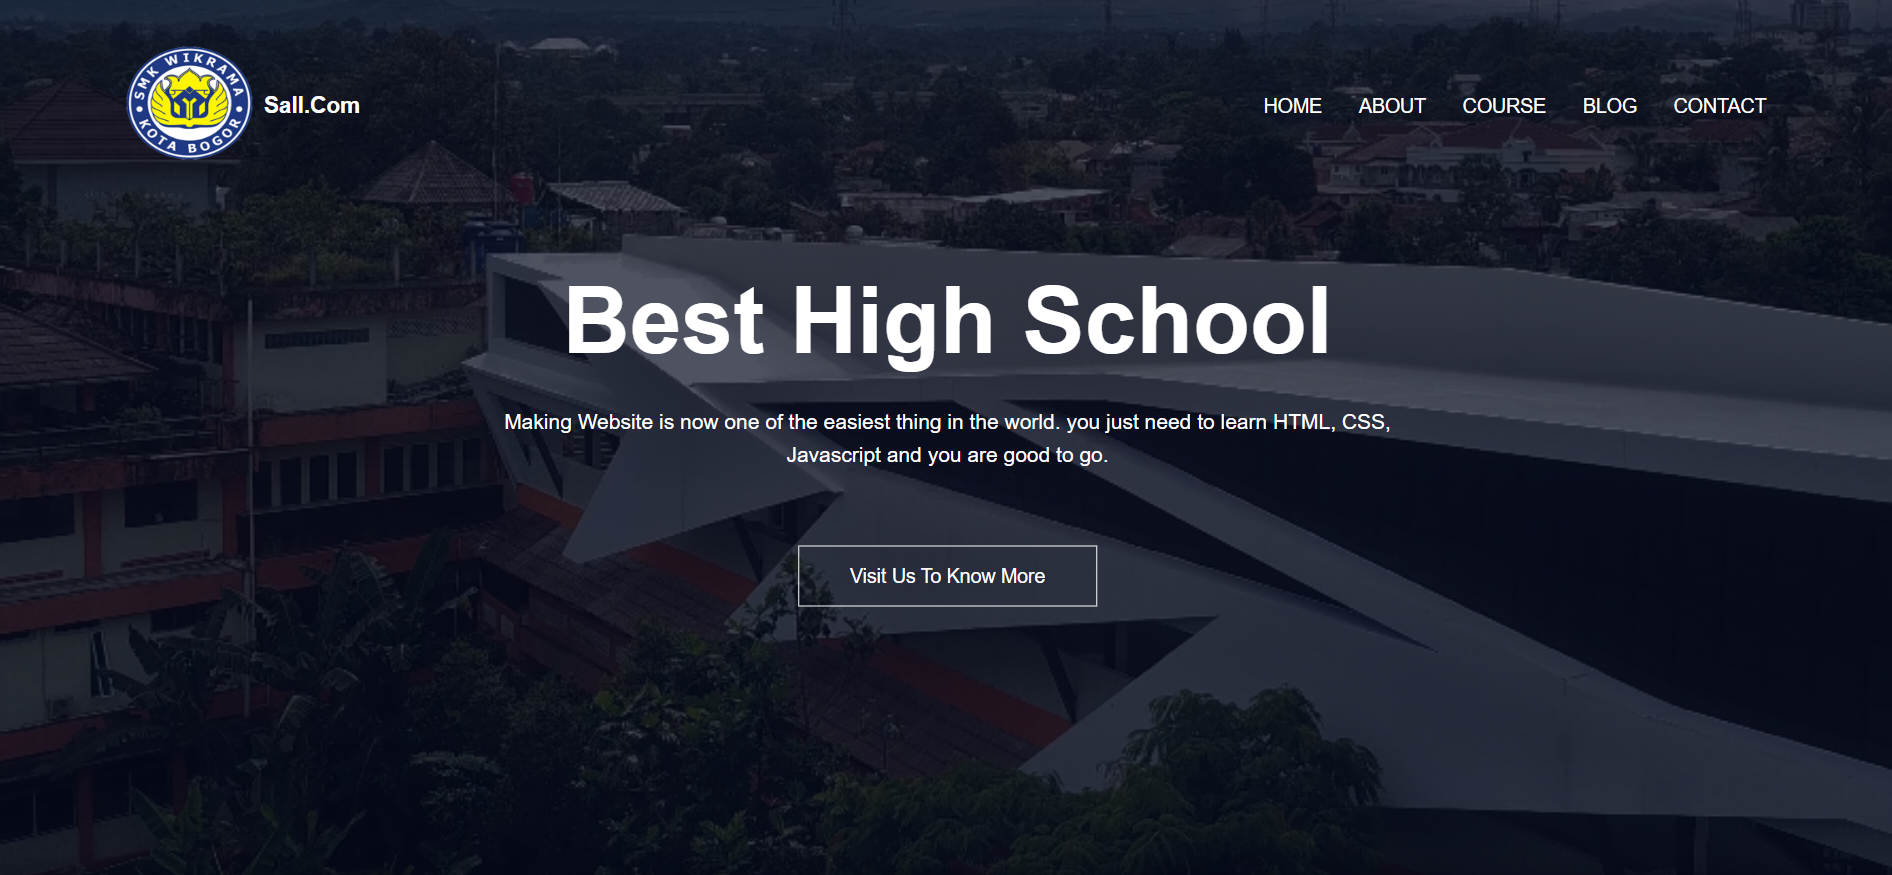 SMK WIKRAMA
KOTA BOGOR
Sall.Com
HOME ABOUT COURSE BLOG CONTACT
Best High School
Making Website is now one of the easiest thing in the world. you just need to learn HTML, CSS,
Javascript and you are good to go.
Visit Us To Know More